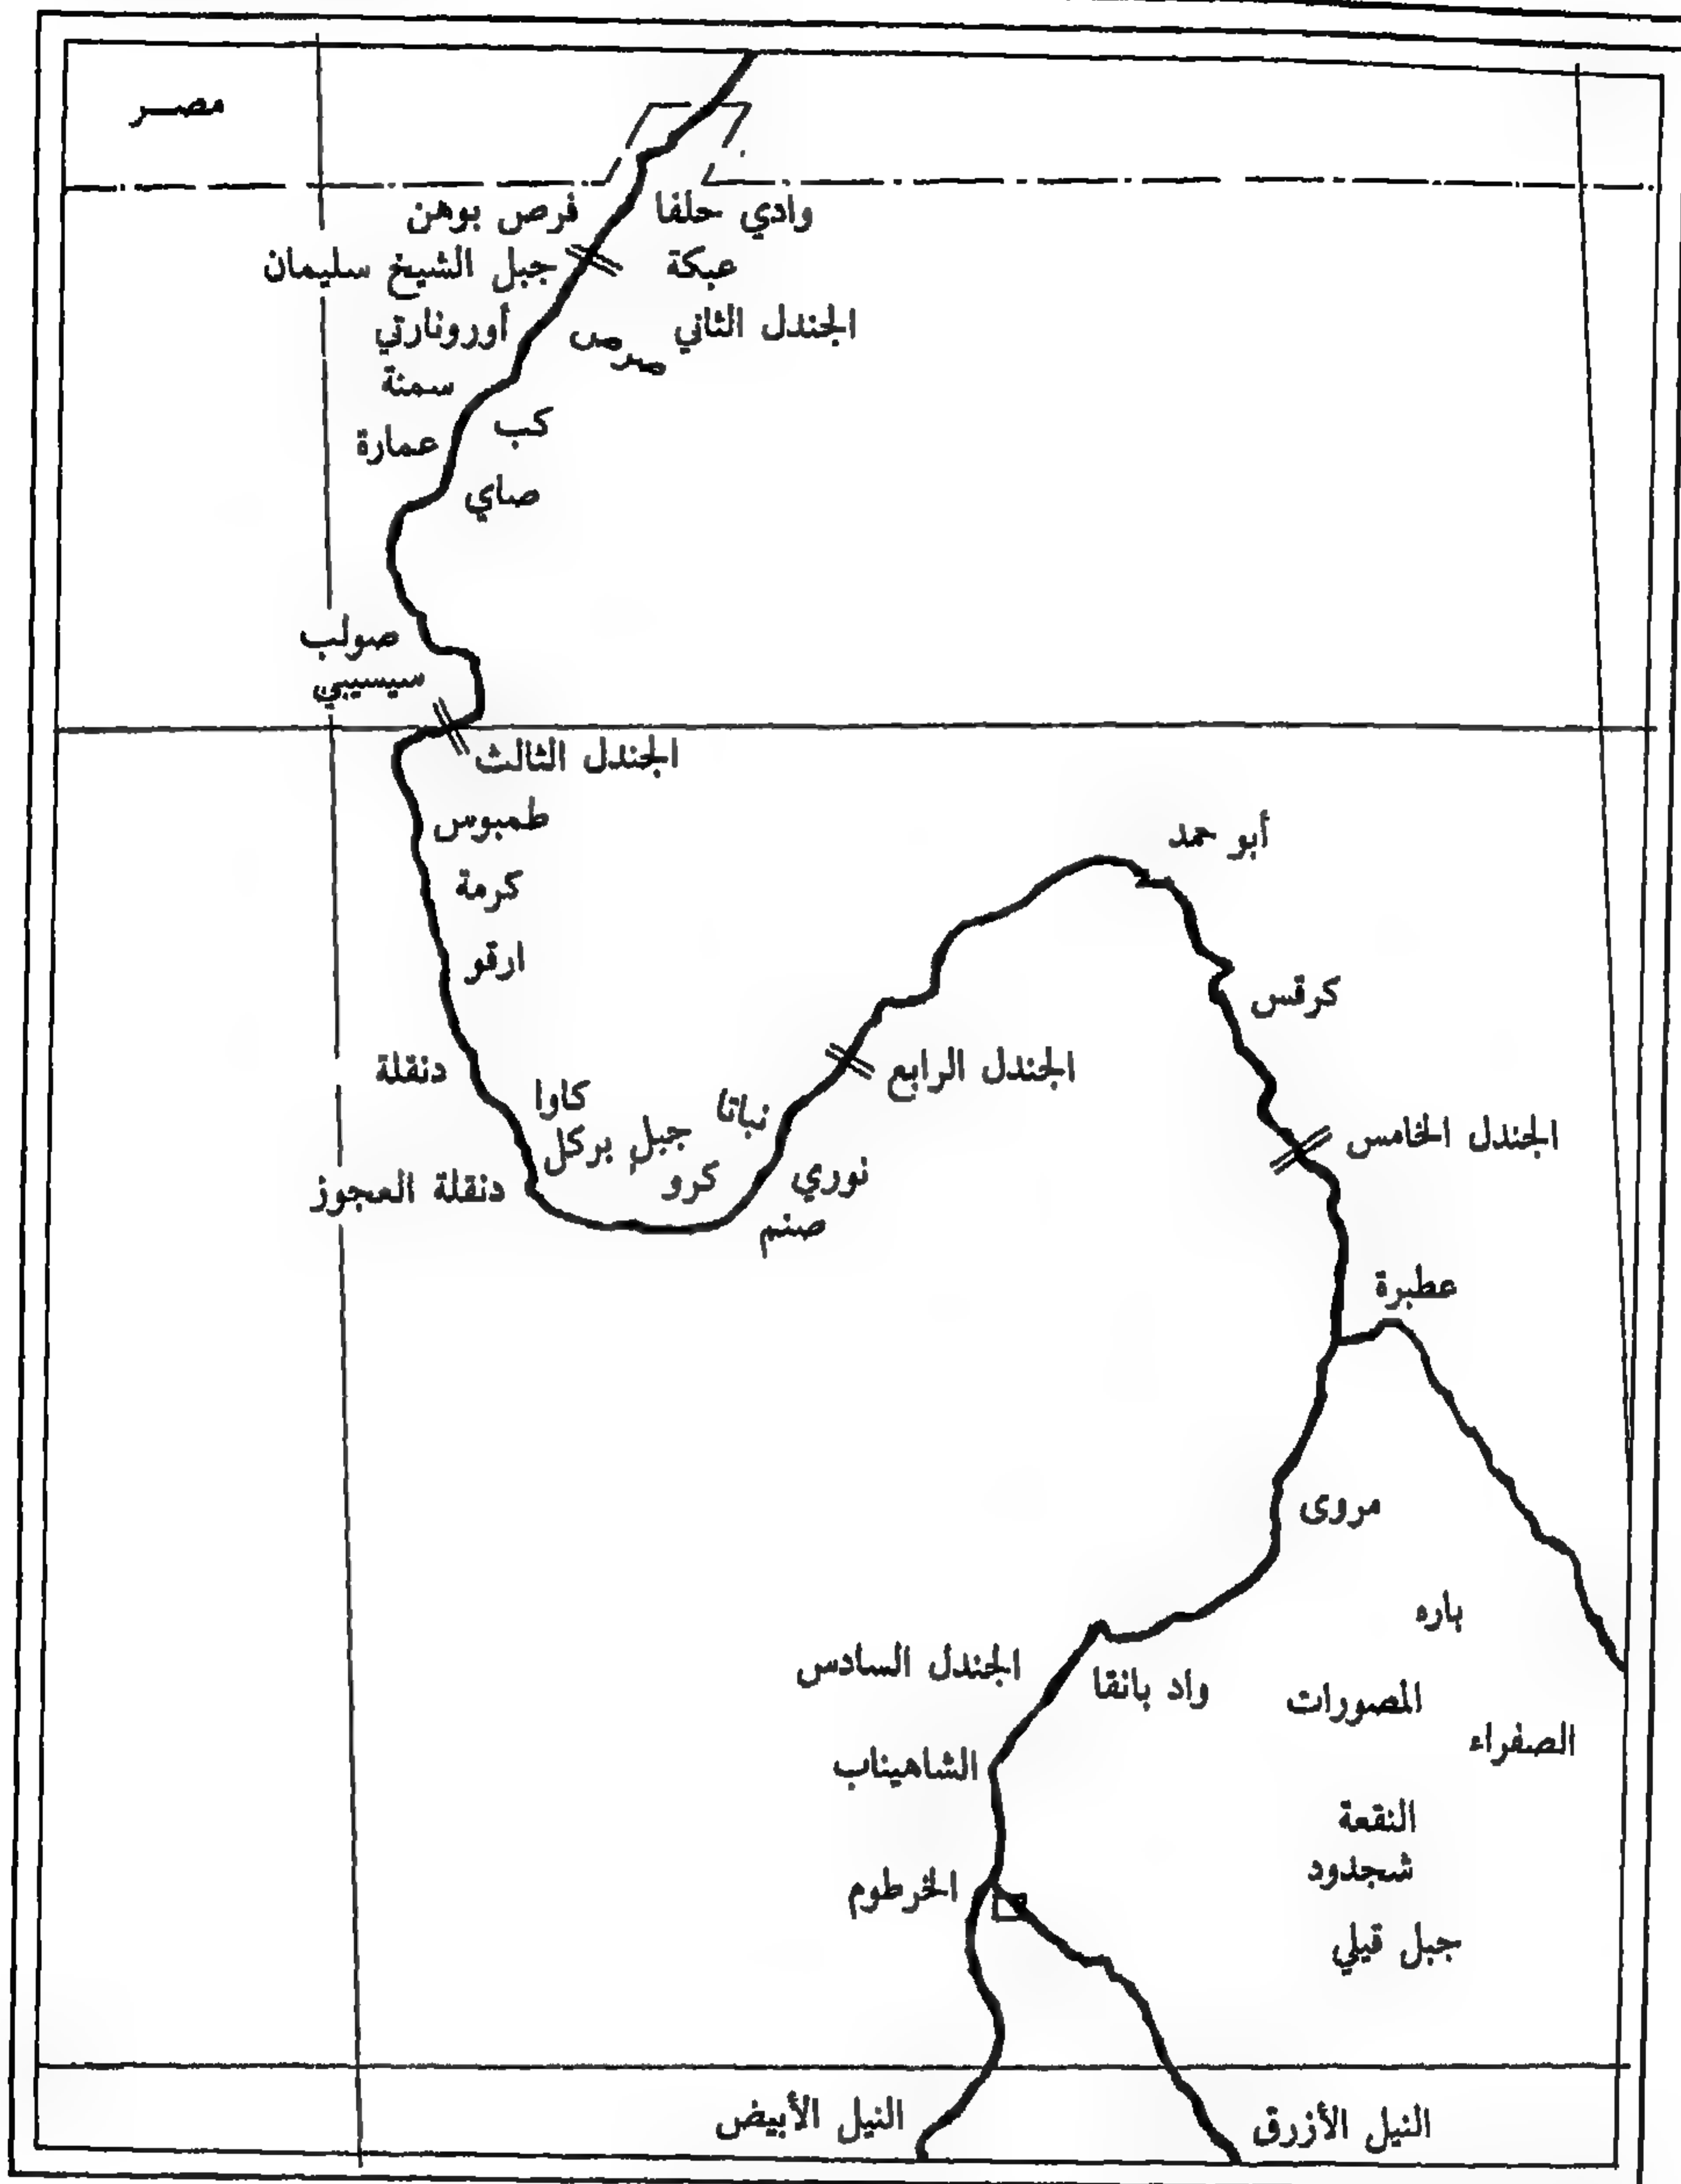 مصر
فرص بوهن
وادي حلفا
جبل الشيخ سليمان
عبكة
أورونارتي
صرص
الجندل الثاني
سمنة
كب
عمارة
صاي
صولب
سيسيبي
الجندل الثالث
طمبوس
أبو حمد
كرمة
ارقو
كرقس
الجندل الرابع
دنقلة
كاوا
نباتا
جبل بركل
الجندل الخامس
دنقلة العجوز
كرو
نوري
صنم
عطبرة
مروى
باره
الجندل السادس
واد بانقا
المصورات
الصفراء
الشاهيناب
النقعة
شجدود
الخرطوم
جبل قيلي
النيل الأبيض
النيل الأزرق